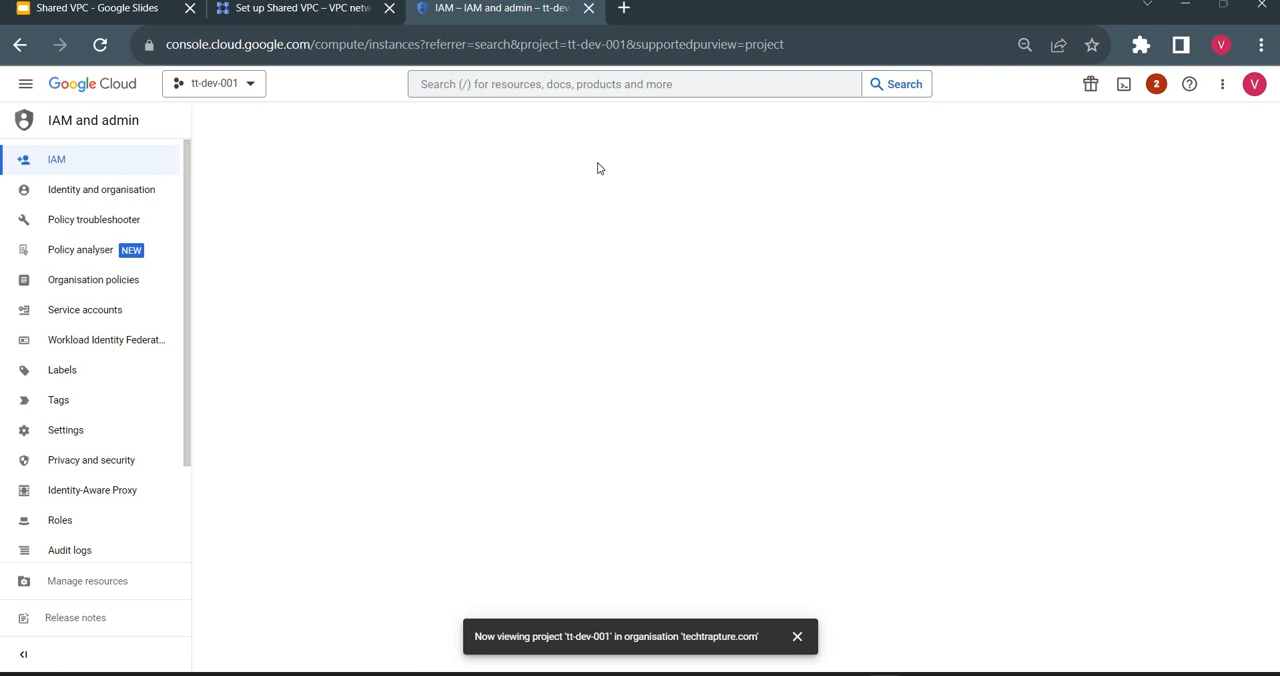 Shared VPC - Google Slides
Set up Shared VPC – VPC netw
IAM – IAM and admin – tt-dev
console.cloud.google.com/compute/instances?referrer=search&project=tt-dev-001&supportedpurview=project
V
Google Cloud
tt-dev-001
Search (/) for resources, docs, products and more
Search
2
V
IAM and admin
IAM
Identity and organisation
Policy troubleshooter
Policy analyser NEW
Organisation policies
Service accounts
Workload Identity Federat...
Labels
Tags
Settings
Privacy and security
Identity-Aware Proxy
Roles
Audit logs
Manage resources
Release notes
Now viewing project 'tt-dev-001' in organisation 'techtrapture.com'